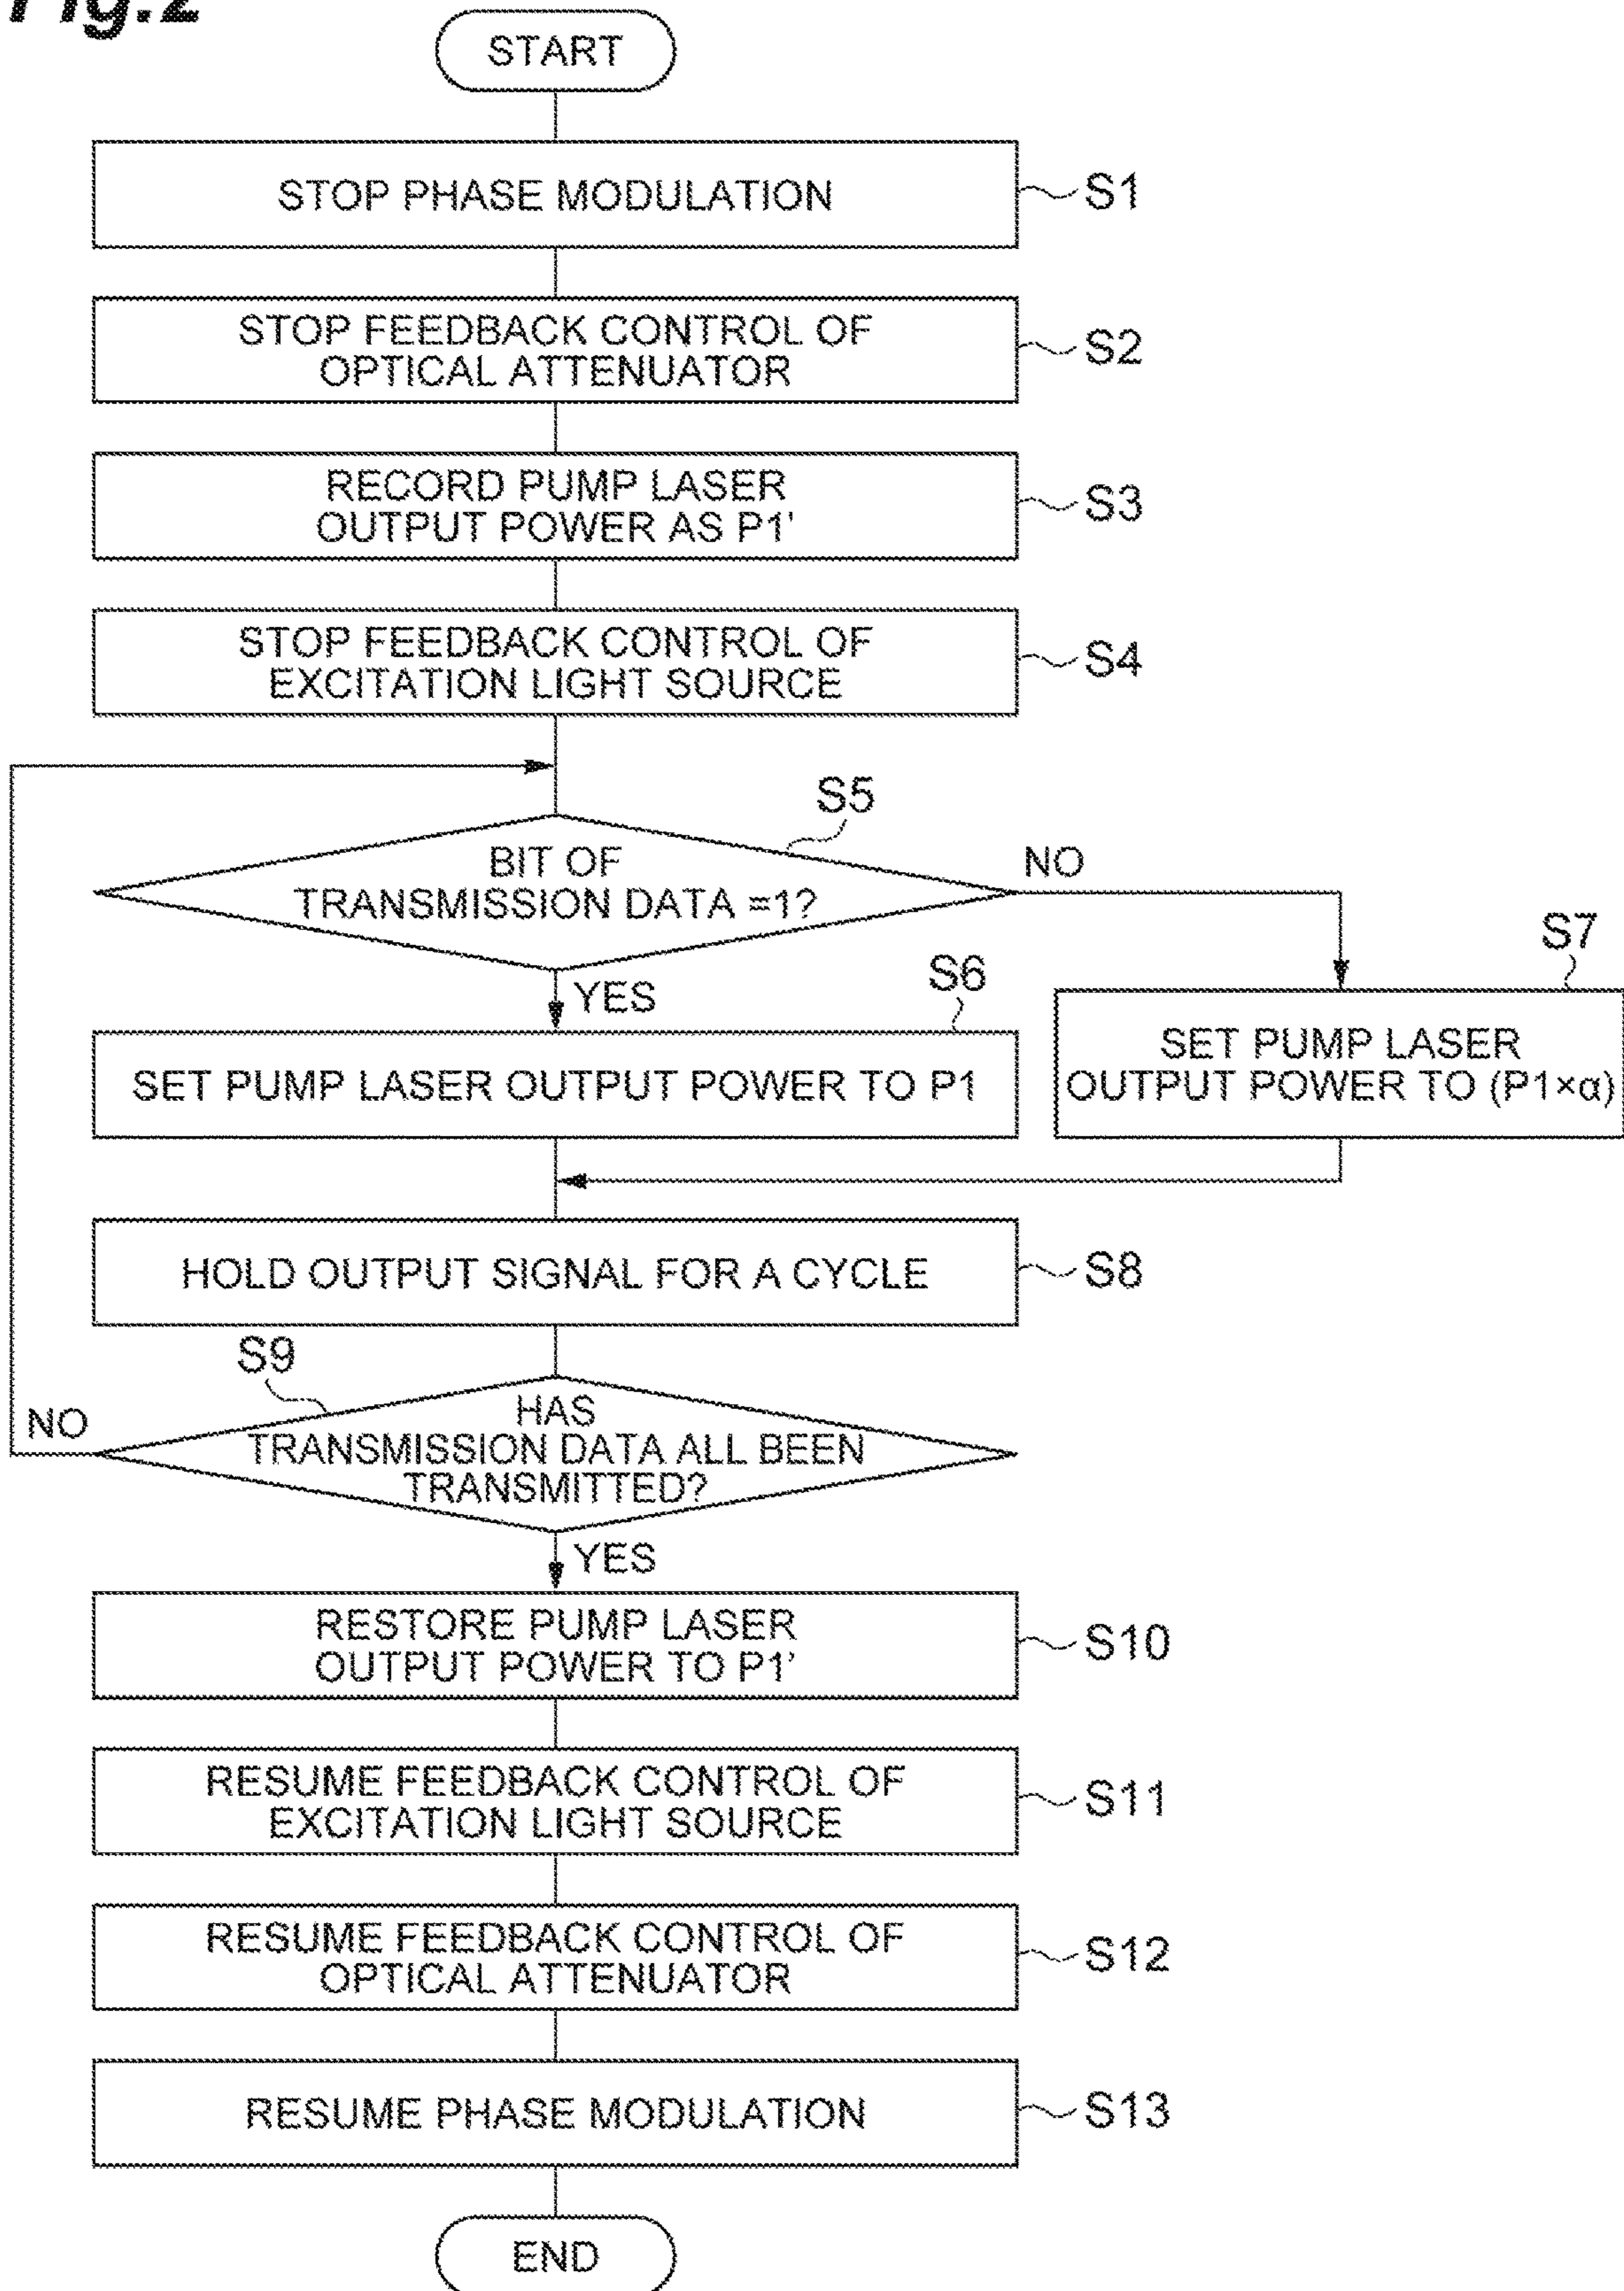 Fig.2
START
STOP PHASE MODULATION
S1
STOP FEEDBACK CONTROL OF
OPTICAL ATTENUATOR
S2
RECORD PUMP LASER
OUTPUT POWER AS P1'
S3
STOP FEEDBACK CONTROL OF
EXCITATION LIGHT SOURCE
S4
S5
BIT OF
TRANSMISSION DATA =1?
NO
YES
S6
SET PUMP LASER OUTPUT POWER TO P1
S7
SET PUMP LASER
OUTPUT POWER TO (P1×α)
HOLD OUTPUT SIGNAL FOR A CYCLE
S8
S9
HAS
TRANSMISSION DATA ALL BEEN
TRANSMITTED?
NO
YES
RESTORE PUMP LASER
OUTPUT POWER TO P1’
S10
RESUME FEEDBACK CONTROL OF
EXCITATION LIGHT SOURCE
S11
RESUME FEEDBACK CONTROL OF
OPTICAL ATTENUATOR
S12
RESUME PHASE MODULATION
S13
END